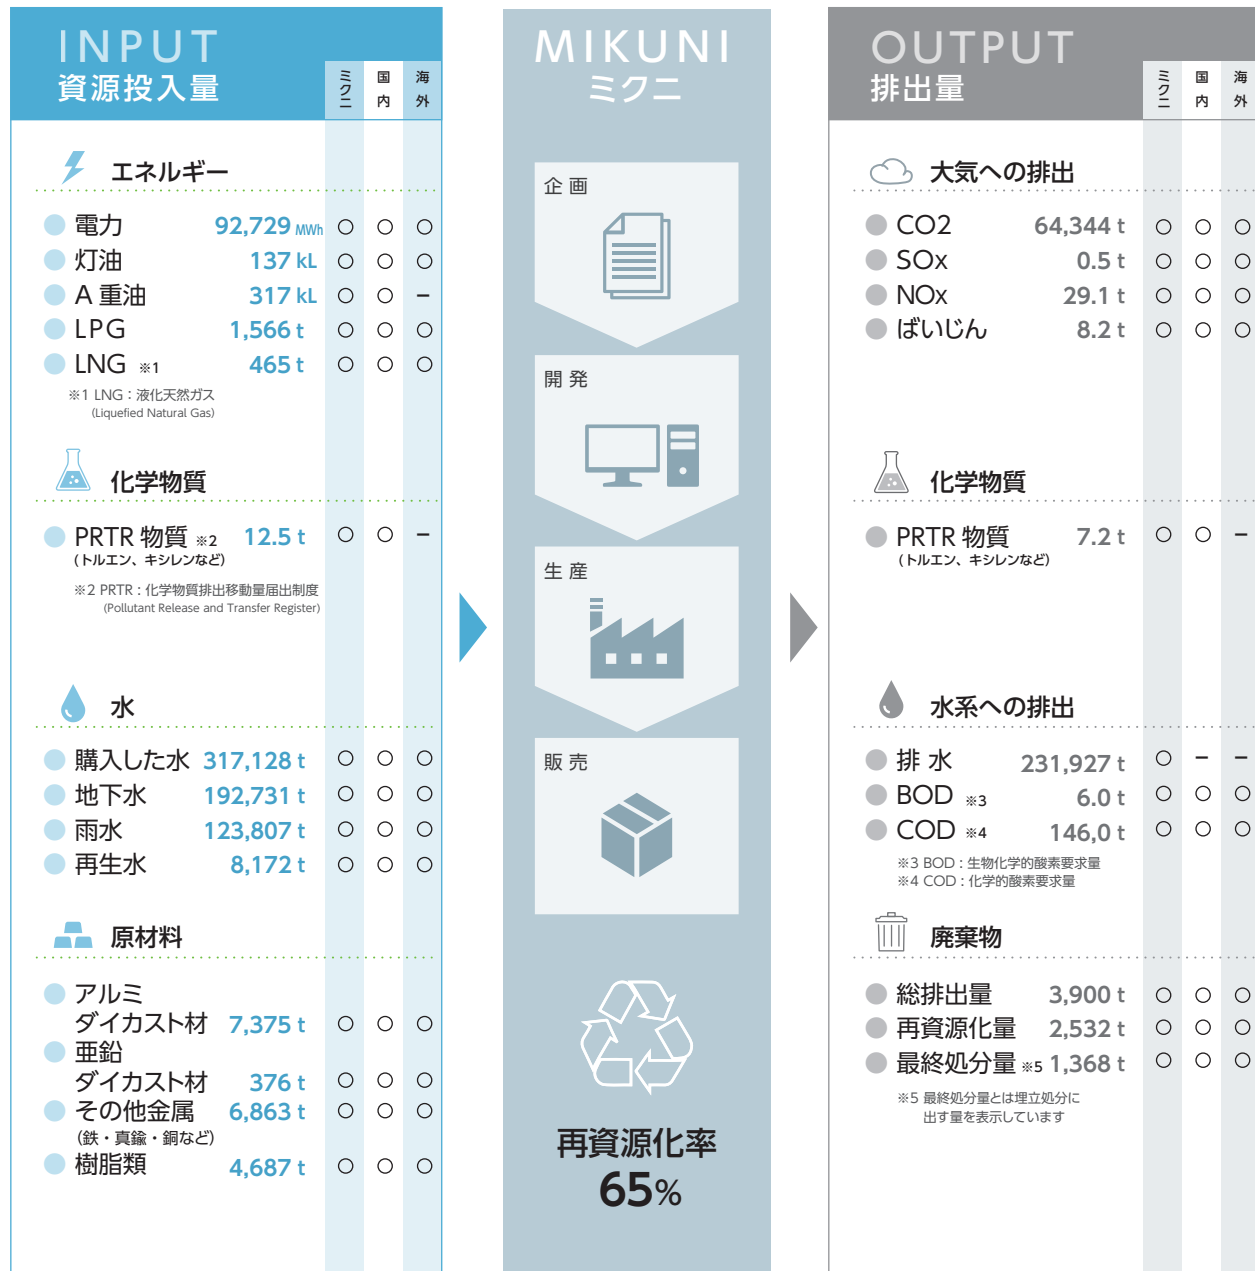 INPUT
資源投入量
ミクニ 国内 海外
エネルギー
電力 92,729 MWh ○ ○ ○
灯油 137 kL ○ ○ ○
A 重油 317 kL ○ ○ −
LPG 1,566 t ○ ○ ○
LNG ※1 465 t ○ ○ ○
※1 LNG：液化天然ガス
(Liquefied Natural Gas)
化学物質
PRTR 物質 ※2 12.5 t ○ ○ −
(トルエン、キシレンなど)
※2 PRTR：化学物質排出移動量届出制度
(Pollutant Release and Transfer Register)
水
購入した水 317,128 t ○ ○ ○
地下水 192,731 t ○ ○ ○
雨水 123,807 t ○ ○ ○
再生水 8,172 t ○ ○ ○
原材料
アルミ
ダイカスト材 7,375 t ○ ○ ○
亜鉛
ダイカスト材 376 t ○ ○ ○
その他金属 6,863 t ○ ○ ○
(鉄・真鍮・銅など)
樹脂類 4,687 t ○ ○ ○
MIKUNI
ミクニ
企画
開発
生産
販売
再資源化率
65%
OUTPUT
排出量
ミクニ 国内 海外
大気への排出
CO2 64,344 t ○ ○ ○
SOx 0.5 t ○ ○ ○
NOx 29.1 t ○ ○ ○
ばいじん 8.2 t ○ ○ ○
化学物質
PRTR 物質 7.2 t ○ ○ −
(トルエン、キシレンなど)
水系への排出
排 水 231,927 t ○ − −
BOD ※3 6.0 t ○ ○ ○
COD ※4 146,0 t ○ ○ ○
※3 BOD：生物化学的酸素要求量
※4 COD：化学的酸素要求量
廃棄物
総排出量 3,900 t ○ ○ ○
再資源化量 2,532 t ○ ○ ○
最終処分量 ※5 1,368 t ○ ○ ○
※5 最終処分量とは埋立処分に
出す量を表示しています